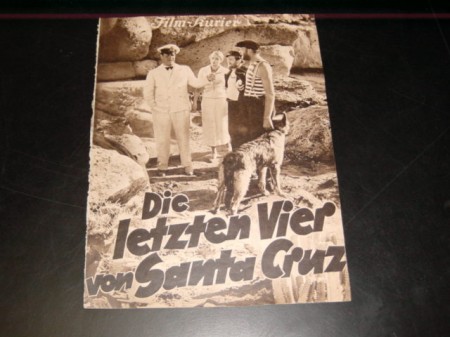 Film-Kurier
Die
letzten Vier
von Santa Cruz